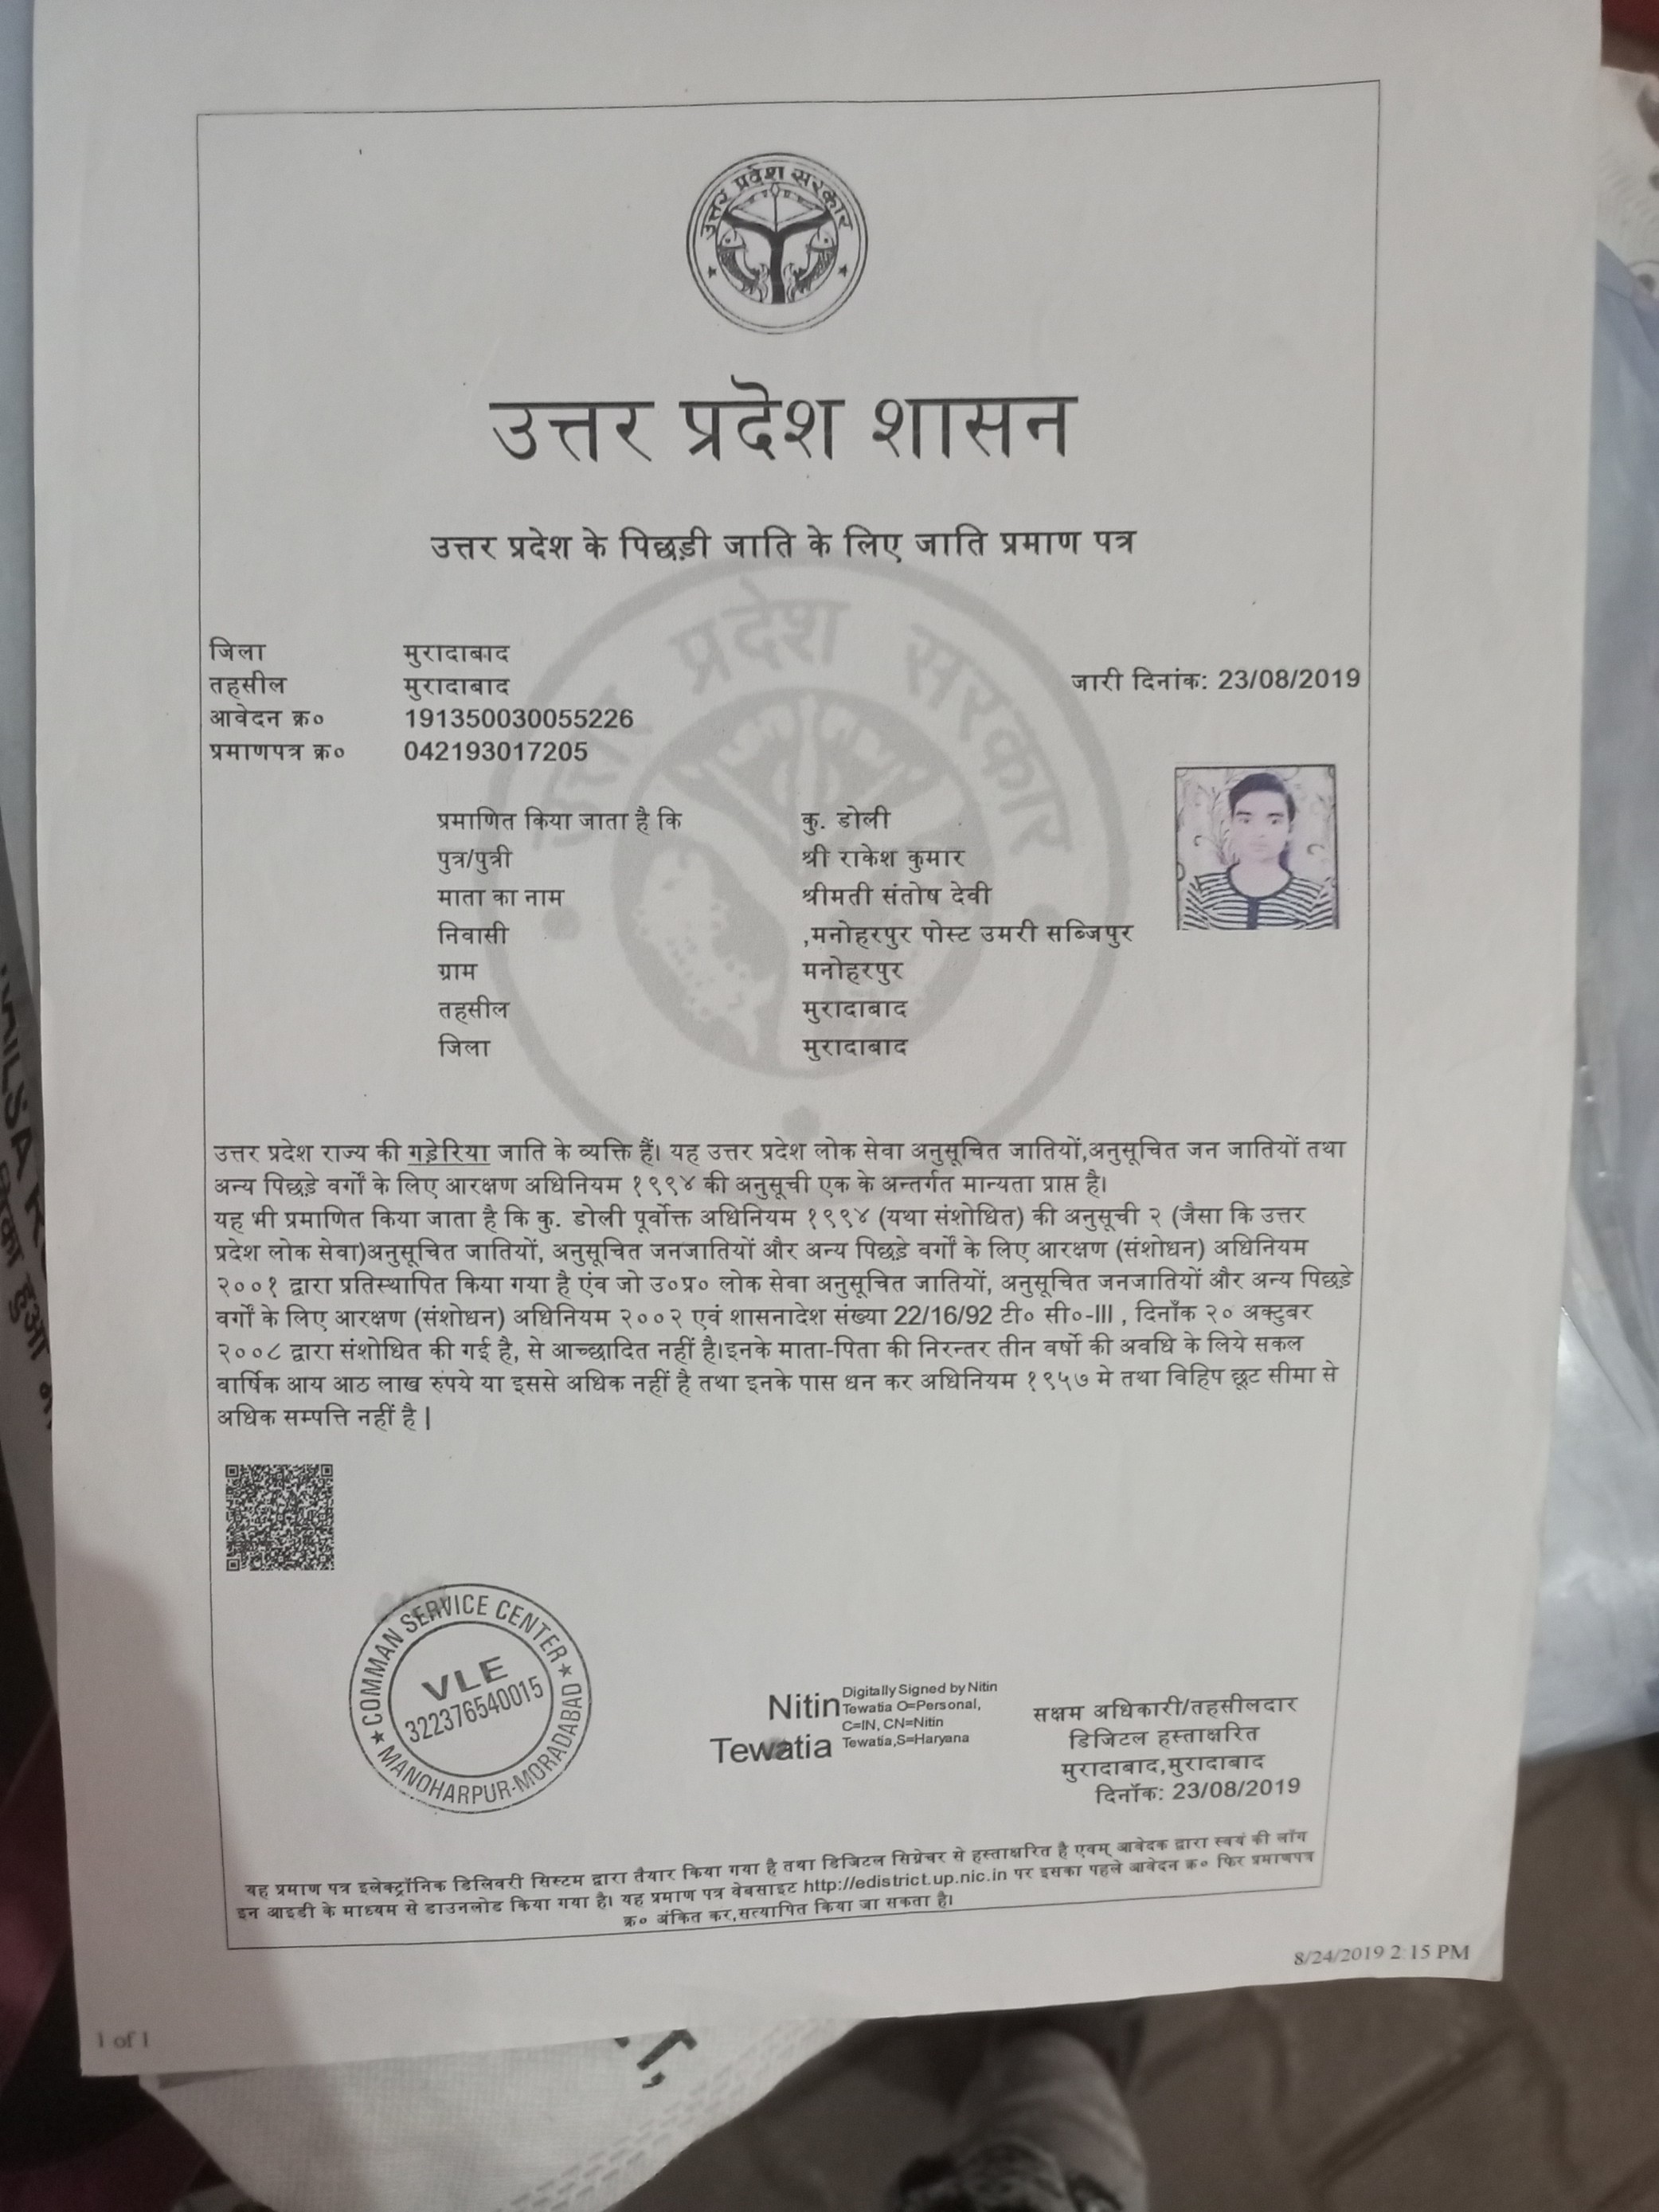 उत्तर प्रदेश सरकार
उत्तर प्रदेश शासन
उत्तर प्रदेश के पिछड़ी जाति के लिए जाति प्रमाण पत्र
उत्तर प्रदेश सरकार
जिला मुरादाबाद
तहसील मुरादाबाद
जारी दिनांक: 23/08/2019
आवेदन क्र० 191350030055226
प्रमाणपत्र क्र० 042193017205
प्रमाणित किया जाता है कि कु. डोली
पुत्र/पुत्री श्री राकेश कुमार
माता का नाम श्रीमती संतोष देवी
निवासी ,मनोहरपुर पोस्ट उमरी सब्जिपुर
ग्राम मनोहरपुर
तहसील मुरादाबाद
जिला मुरादाबाद
उत्तर प्रदेश राज्य की गड़ेरिया जाति के व्यक्ति हैं। यह उत्तर प्रदेश लोक सेवा अनुसूचित जातियों,अनुसूचित जन जातियों तथा
अन्य पिछड़े वर्गों के लिए आरक्षण अधिनियम १९९४ की अनुसूची एक के अन्तर्गत मान्यता प्राप्त है।
यह भी प्रमाणित किया जाता है कि कु. डोली पूर्वोक्त अधिनियम १९९४ (यथा संशोधित) की अनुसूची २ (जैसा कि उत्तर
प्रदेश लोक सेवा)अनुसूचित जातियों, अनुसूचित जनजातियों और अन्य पिछड़े वर्गों के लिए आरक्षण (संशोधन) अधिनियम
२००१ द्वारा प्रतिस्थापित किया गया है एंव जो उ०प्र० लोक सेवा अनुसूचित जातियों, अनुसूचित जनजातियों और अन्य पिछड़े
वर्गों के लिए आरक्षण (संशोधन) अधिनियम २००२ एवं शासनादेश संख्या 22/16/92 टी० सी०-III , दिनाँक २० अक्टुबर
२००८ द्वारा संशोधित की गई है, से आच्छादित नहीं है।इनके माता-पिता की निरन्तर तीन वर्षो की अवधि के लिये सकल
वार्षिक आय आठ लाख रुंपये या इससे अधिक नहीं है तथा इनके पास धन कर अधिनियम १९५७ मे तथा विहिप छूट सीमा से
अधिक सम्पत्ति नहीं है |
COMMAN SERVICE CENTER
VLE
322376540015
MANOHARPUR-MORADABAD
Nitin
Tewatia
Digitally Signed by Nitin
Tewatia O=Personal,
C=IN, CN=Nitin
Tewatia,S=Haryana
सक्षम अधिकारी/तहसीलदार
डिजिटल हस्ताक्षरित
मुरादाबाद,मुरादाबाद
दिनॉक: 23/08/2019
यह प्रमाण पत्र इलेक्ट्रॉनिक डिलिवरी सिस्टम द्वारा तैयार किया गया है तथा डिजिटल सिग्नेचर से हस्ताक्षरित है एवम् आवेदक द्वारा स्वयं की लॉग
इन आइडी के माध्यम से डाउनलोड किया गया है। यह प्रमाण पत्र वेबसाइट http://edistrict.up.nic.in पर इसका पहले आवेदन क्र० फिर प्रमाणपत्र
क्र० अंकित कर,सत्यापित किया जा सकता है।
8/24/2019 2:15 PM
1 of 1